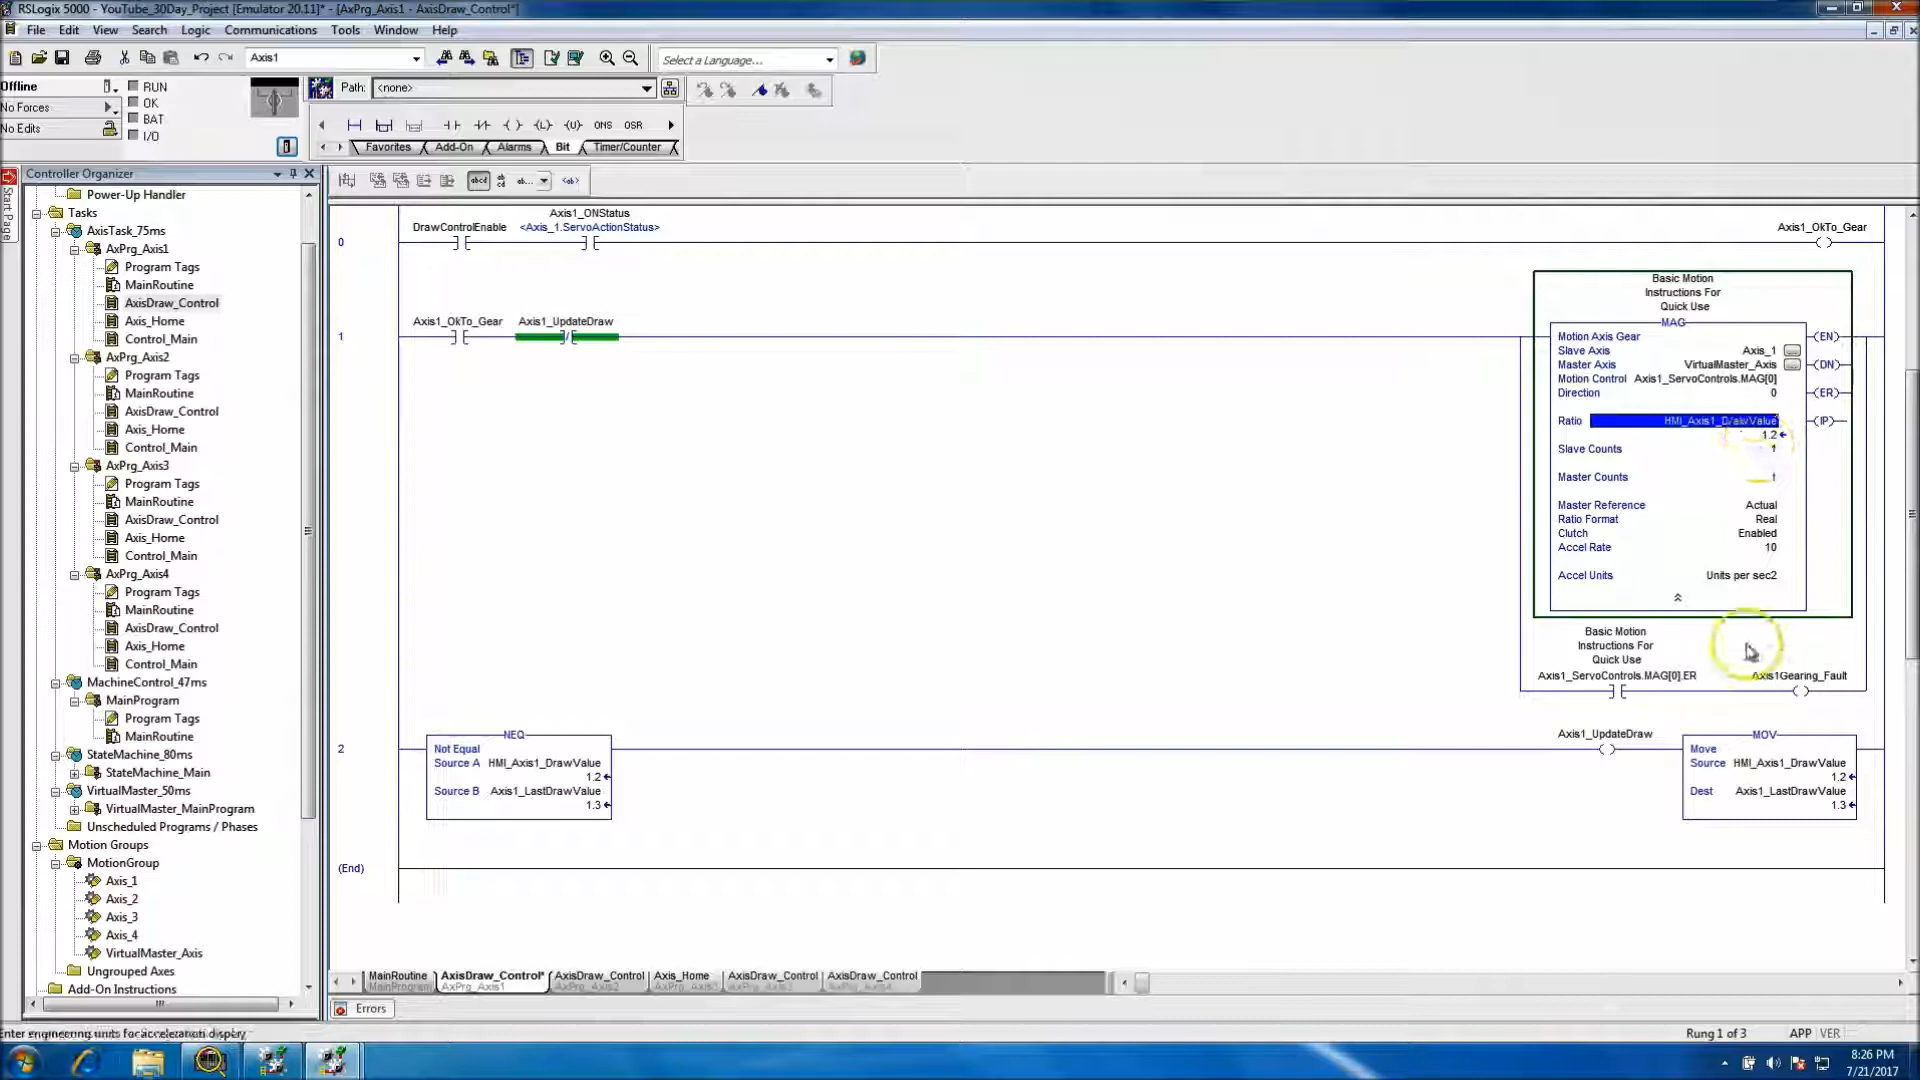 RSLogix 5000 - YouTube_30Day_Project [Emulator 20.11]* - [AxPrg_Axis1 - AxisDraw_Control*]
File Edit View Search Logic Communications Tools Window Help
Axis1
Select a Language...
Offline
No Forces
No Edits
RUN
OK
BAT
I/O
Path: <none>
ONS OSR
Favorites Add-On Alarms Bit Timer/Counter
Start Page
Controller Organizer
Power-Up Handler
Tasks
AxisTask_75ms
AxPrg_Axis1
Program Tags
MainRoutine
AxisDraw_Control
Axis_Home
Control_Main
AxPrg_Axis2
Program Tags
MainRoutine
AxisDraw_Control
Axis_Home
Control_Main
AxPrg_Axis3
Program Tags
MainRoutine
AxisDraw_Control
Axis_Home
Control_Main
AxPrg_Axis4
Program Tags
MainRoutine
AxisDraw_Control
Axis_Home
Control_Main
MachineControl_47ms
MainProgram
Program Tags
MainRoutine
StateMachine_80ms
StateMachine_Main
VirtualMaster_50ms
VirtualMaster_MainProgram
Unscheduled Programs / Phases
Motion Groups
MotionGroup
Axis_1
Axis_2
Axis_3
Axis_4
VirtualMaster_Axis
Ungrouped Axes
Add-On Instructions
0
DrawControlEnable
Axis1_ONStatus
<Axis_1.ServoActionStatus>
Axis1_OkTo_Gear
1
Axis1_OkTo_Gear
Axis1_UpdateDraw
Basic Motion
Instructions For
Quick Use
MAG
Motion Axis Gear
Slave Axis Axis_1
Master Axis VirtualMaster_Axis
Motion Control Axis1_ServoControls.MAG[0]
Direction 0
Ratio HMI_Axis1_DrawValue
1.2
Slave Counts 1
Master Counts 1
Master Reference Actual
Ratio Format Real
Clutch Enabled
Accel Rate 10
Accel Units Units per sec2
(EN)
(DN)
(ER)
(IP)
Basic Motion
Instructions For
Quick Use
Axis1_ServoControls.MAG[0].ER
Axis1Gearing_Fault
2
NEQ
Not Equal
Source A HMI_Axis1_DrawValue
1.2
Source B Axis1_LastDrawValue
1.3
Axis1_UpdateDraw
MOV
Move
Source HMI_Axis1_DrawValue
1.2
Dest Axis1_LastDrawValue
1.3
(End)
MainRoutine AxisDraw_Control* AxisDraw_Control Axis_Home AxisDraw_Control AxisDraw_Control
MainProgram AxPrg_Axis1 AxPrg_Axis2
Errors
Enter engineering units for acceleration display
Rung 1 of 3 APP VER
8:26 PM
7/21/2017